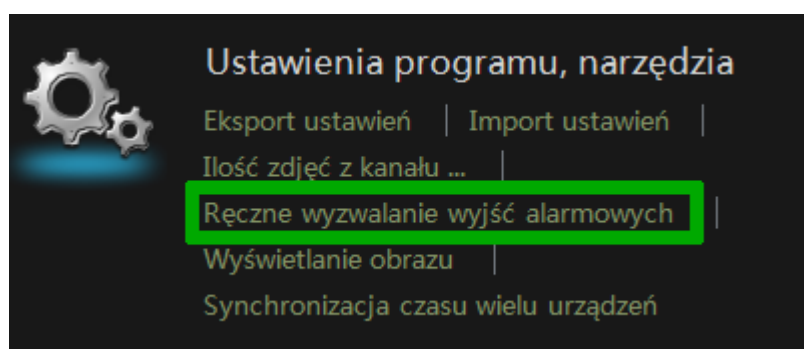 Ustawienia programu, narzędzia
Eksport ustawień | Import ustawień |
Ilość zdjęć z kanału ... |
Ręczne wyzwalanie wyjść alarmowych |
Wyświetlanie obrazu |
Synchronizacja czasu wielu urządzeń